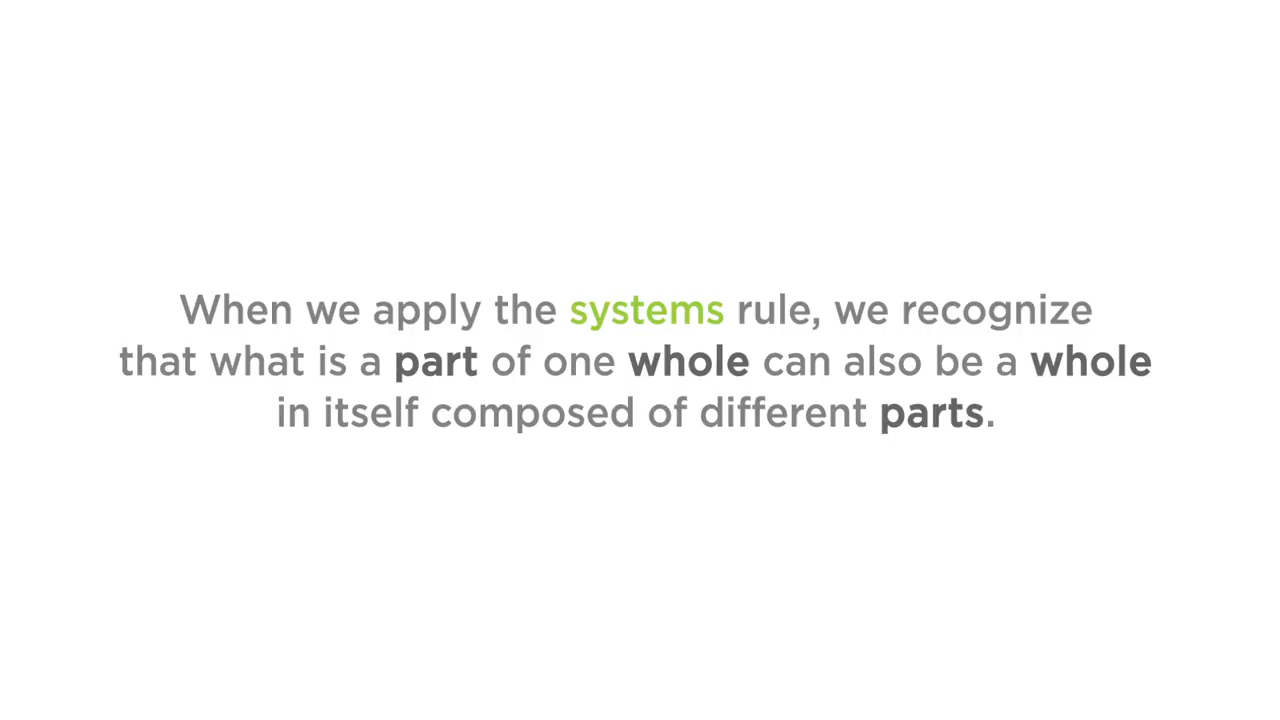 When we apply the systems rule, we recognize
that what is a part of one whole can also be a whole
in itself composed of different parts.